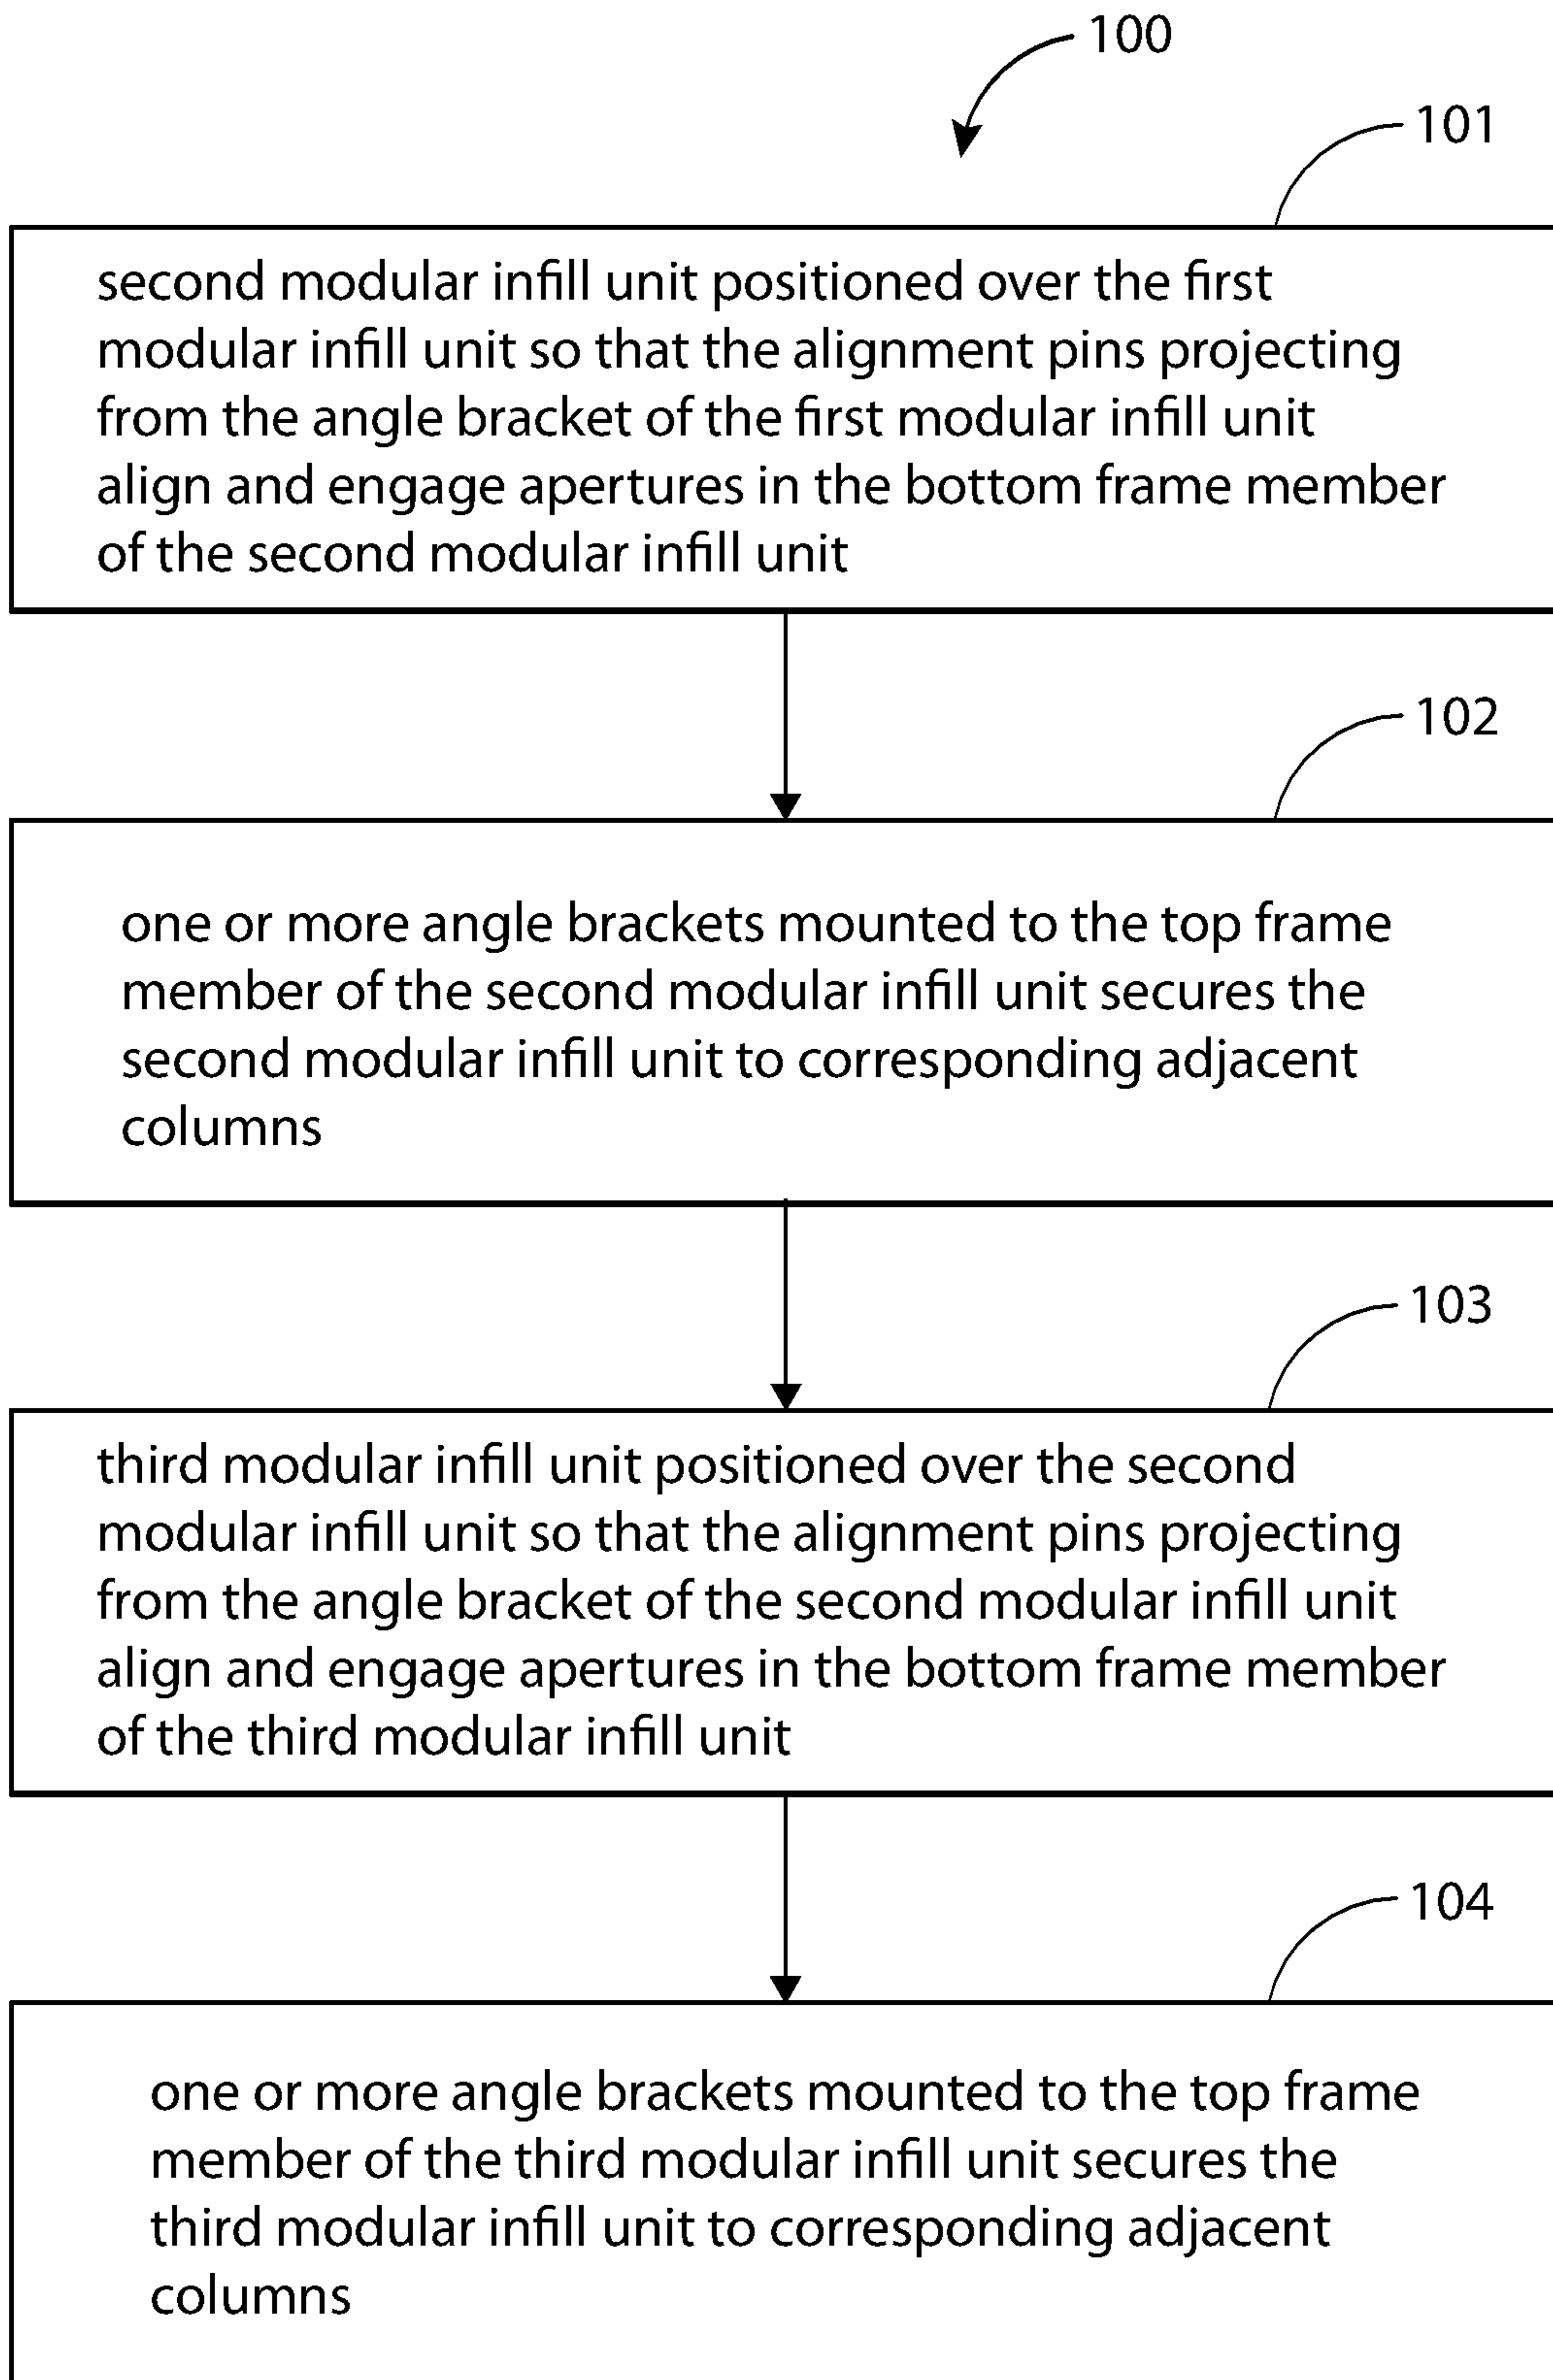 100
101
second modular infill unit positioned over the first
modular infill unit so that the alignment pins projecting
from the angle bracket of the first modular infill unit
align and engage apertures in the bottom frame member
of the second modular infill unit
102
one or more angle brackets mounted to the top frame
member of the second modular infill unit secures the
second modular infill unit to corresponding adjacent
columns
103
third modular infill unit positioned over the second
modular infill unit so that the alignment pins projecting
from the angle bracket of the second modular infill unit
align and engage apertures in the bottom frame member
of the third modular infill unit
104
one or more angle brackets mounted to the top frame
member of the third modular infill unit secures the
third modular infill unit to corresponding adjacent
columns